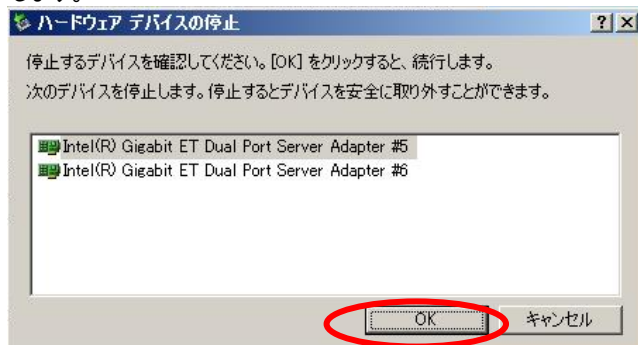 ハードウェア デバイスの停止
停止するデバイスを確認してください。[OK] をクリックすると、続行します。
次のデバイスを停止します。停止するとデバイスを安全に取り外すことができます。
Intel(R) Gigabit ET Dual Port Server Adapter #5
Intel(R) Gigabit ET Dual Port Server Adapter #6
OK キャンセル